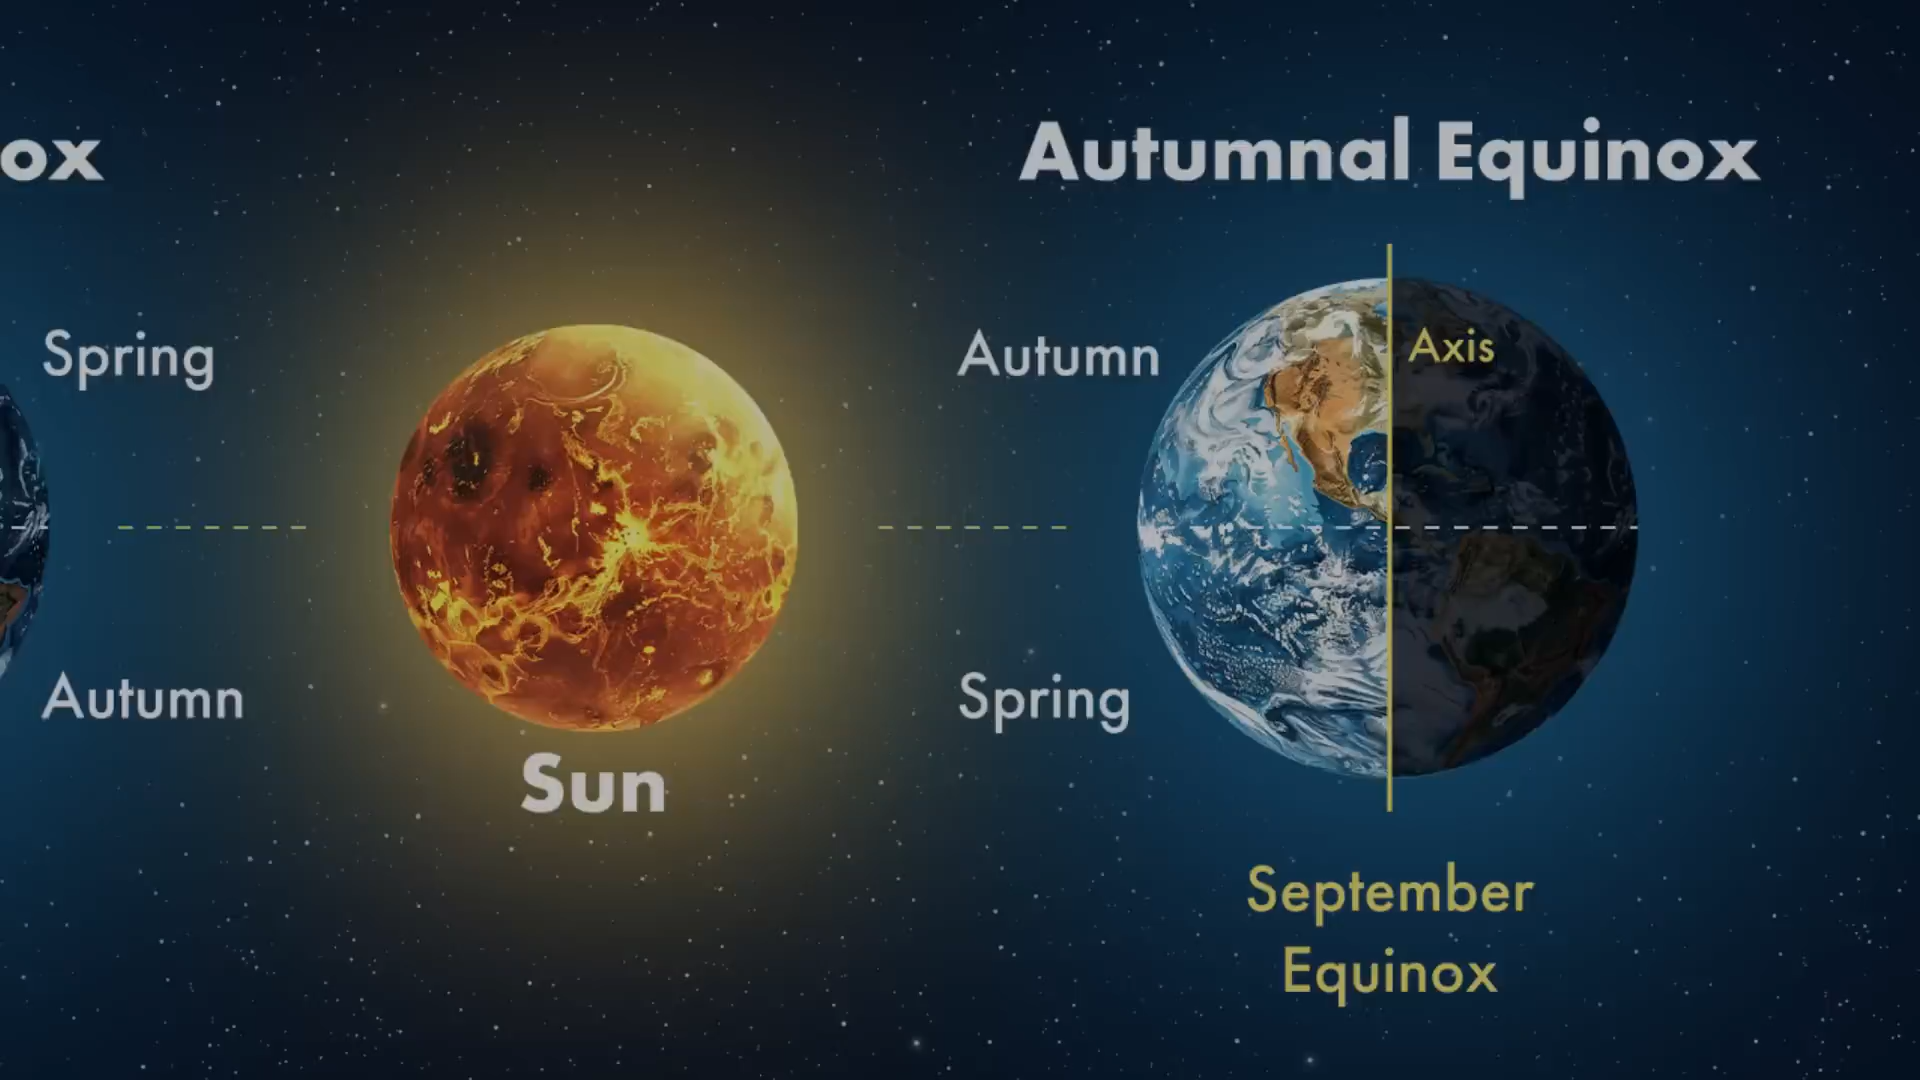 ox
Autumnal Equinox
Spring
Autumn
Axis
Autumn
Spring
Sun
September
Equinox